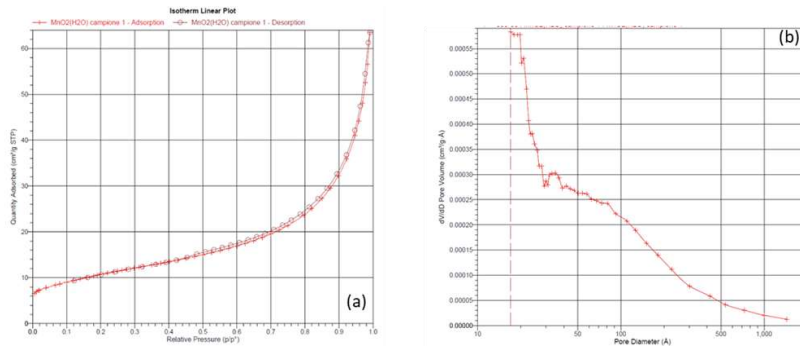 Isotherm Linear Plot
MnO2(H2O) campione 1 - Adsorption
MnO2(H2O) campione 1 - Desorption
Quantity Adsorbed (cm³/g STP)
60
50
40
30
20
10
0
0.0 0.1 0.2 0.3 0.4 0.5 0.6 0.7 0.8 0.9 1.0
Relative Pressure (p/p°)
(a)
(b)
dV/dD Pore Volume (cm³/g·Å)
0.00055
0.00050
0.00045
0.00040
0.00035
0.00030
0.00025
0.00020
0.00015
0.00010
0.00005
0.00000
10 50 100 500 1,000
Pore Diameter (Å)